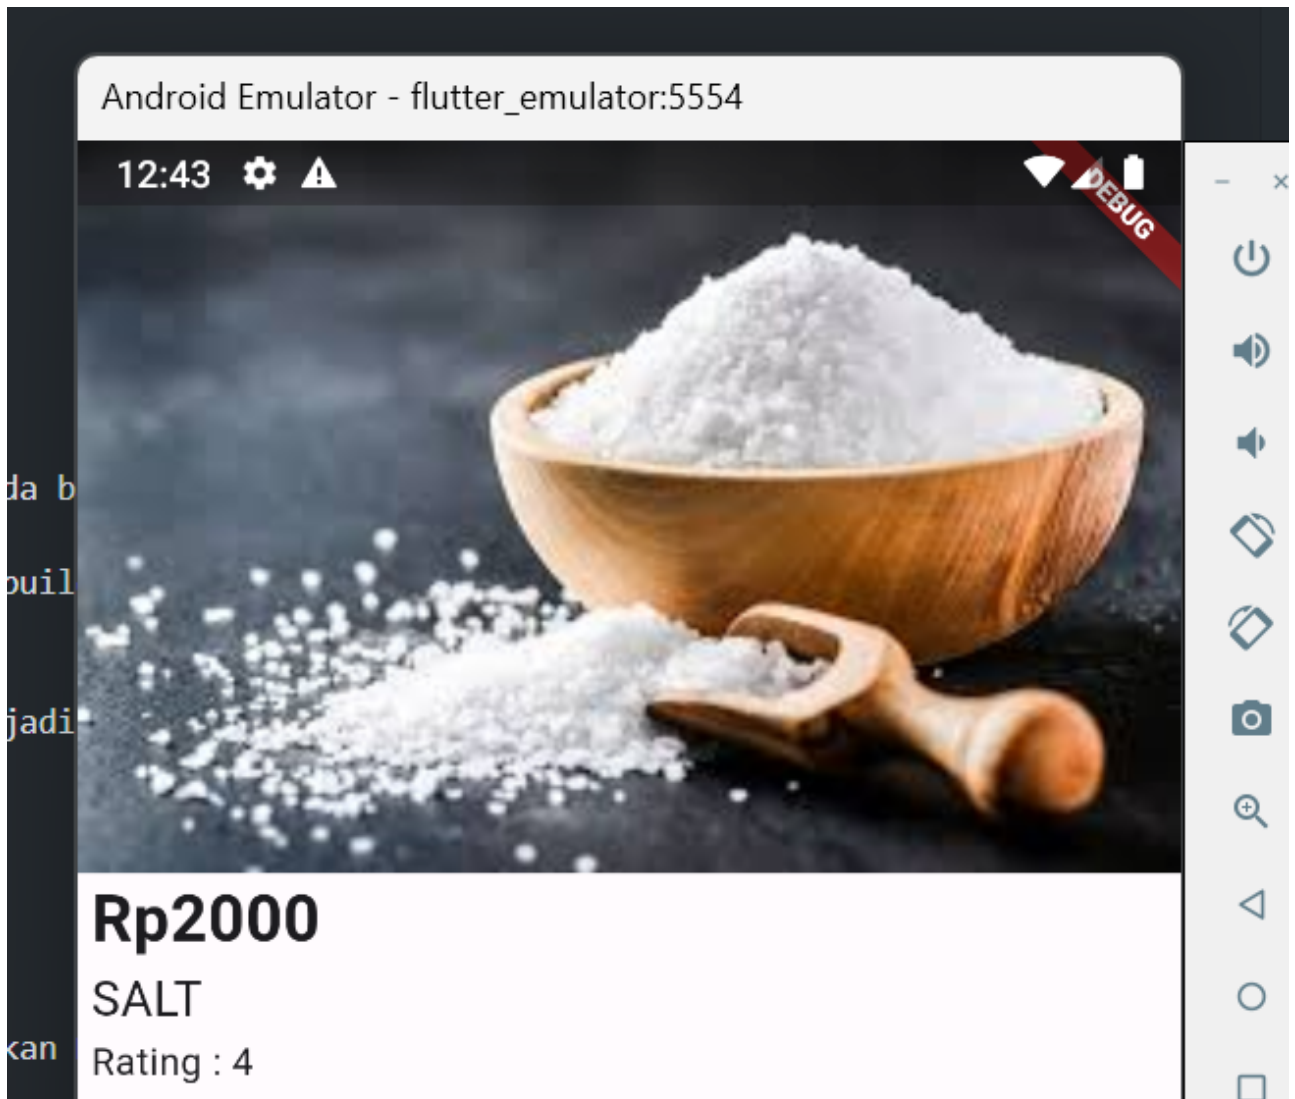 Android Emulator - flutter_emulator:5554
12:43
DEBUG
da b
buil
jadi
Rp2000
SALT
kan
Rating : 4